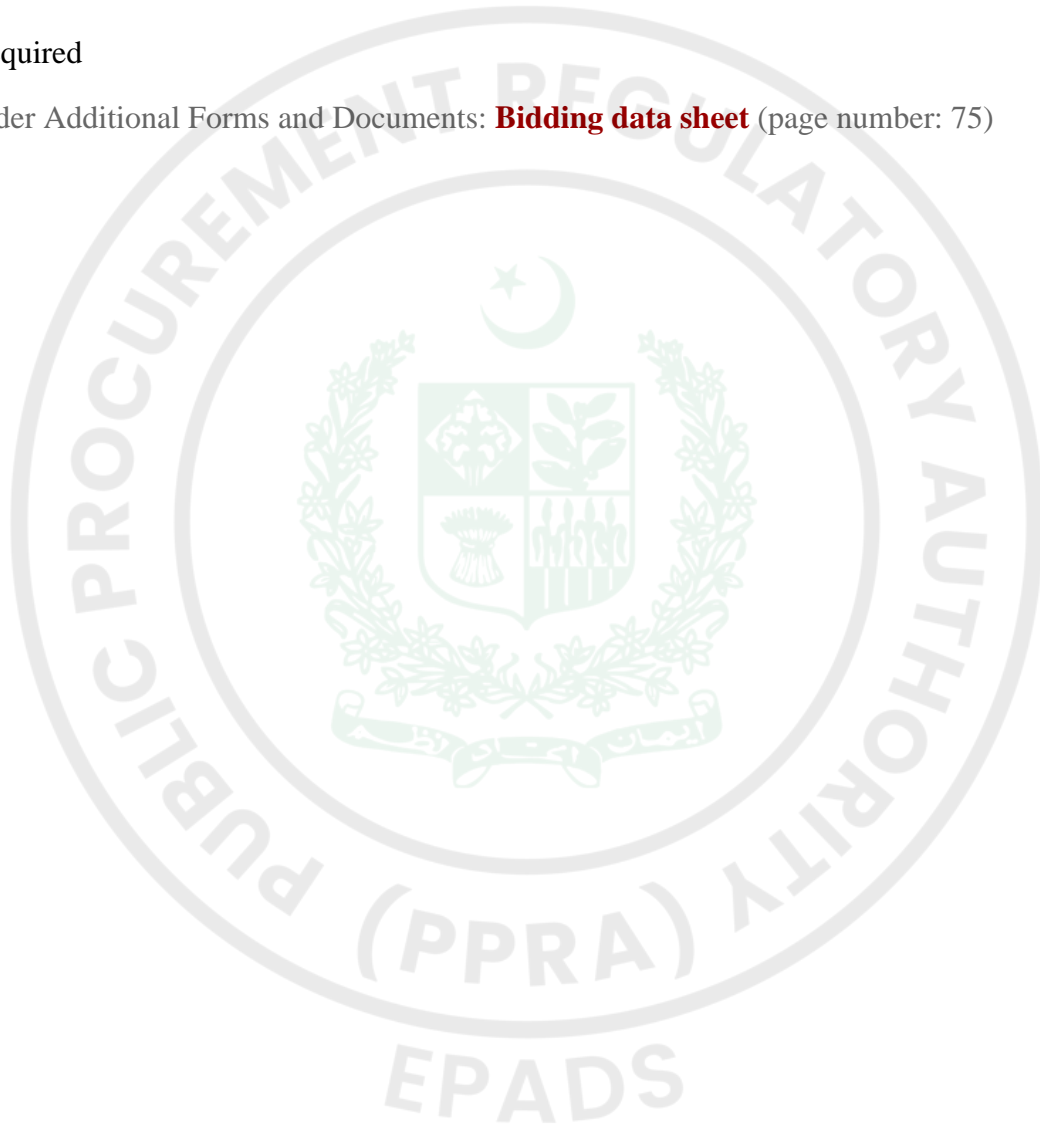 quired
der Additional Forms and Documents: Bidding data sheet (page number: 75)
PUBLIC PROCUREMENT REGULATORY AUTHORITY
(PPRA)
EPADS